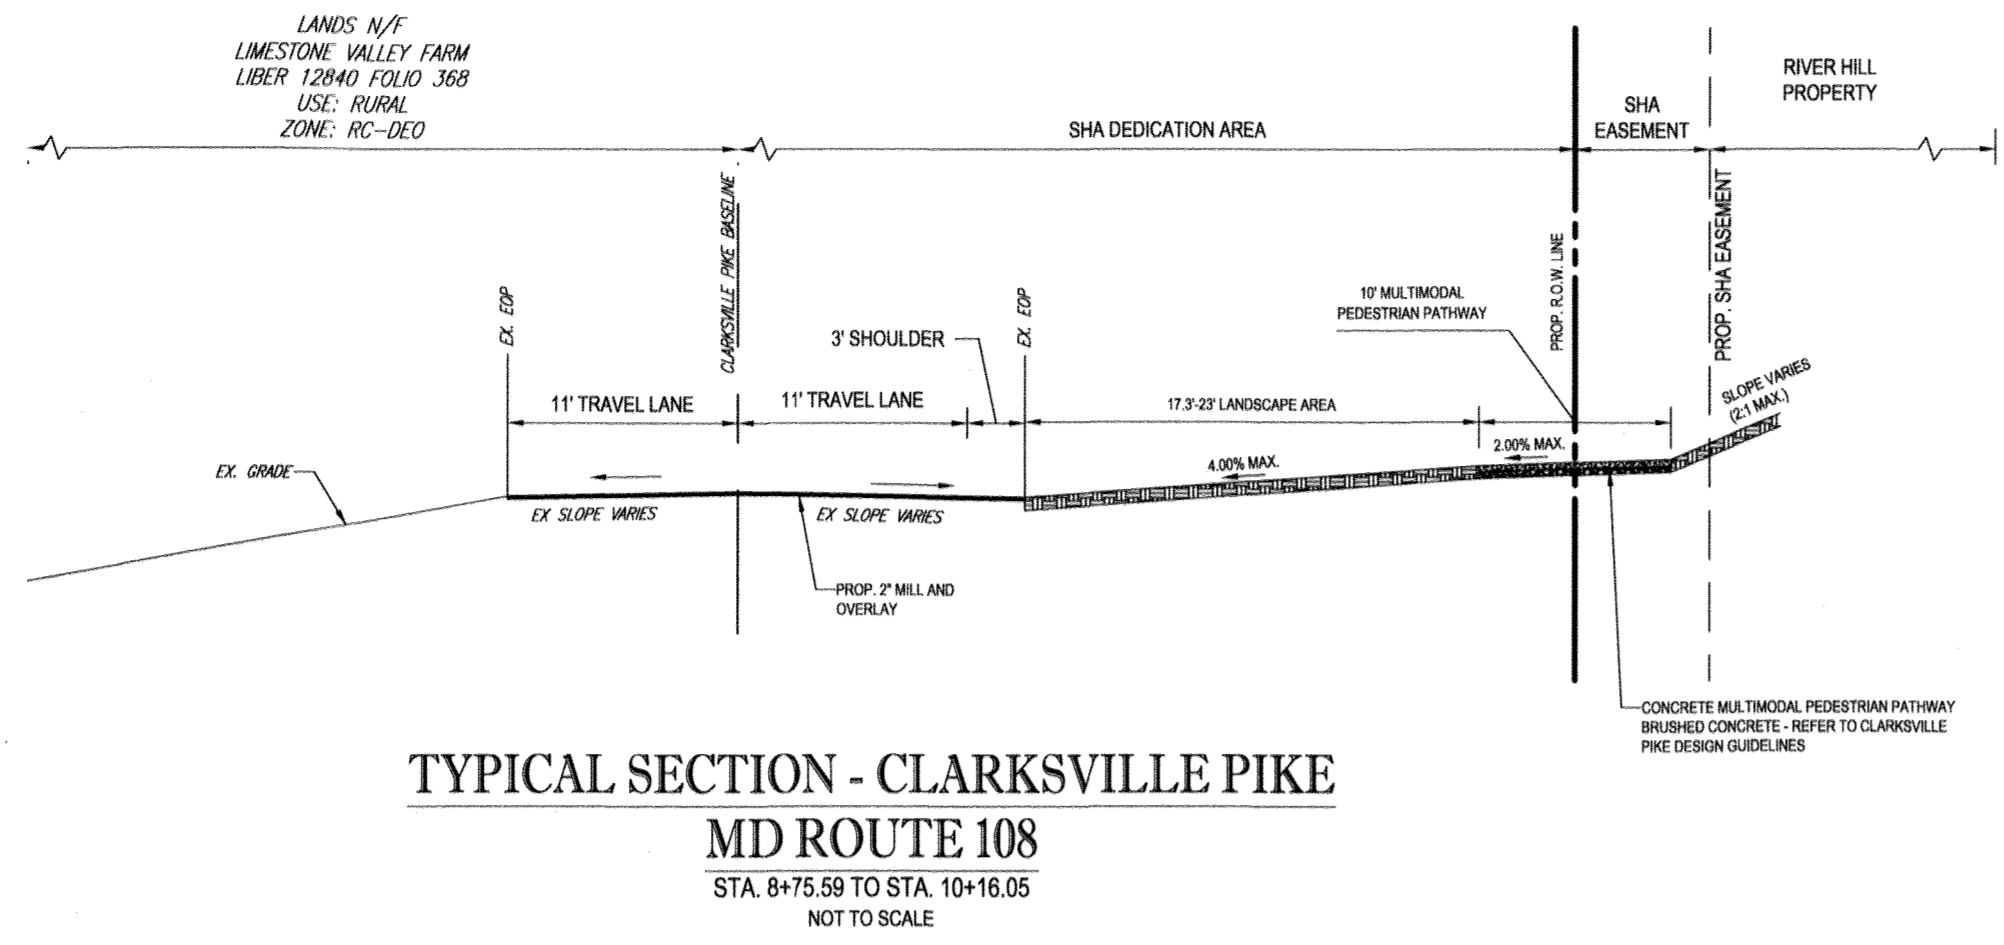 LANDS N/F
LIMESTONE VALLEY FARM
LIBER 12840 FOLIO 368
USE: RURAL
ZONE: RC-DEO
SHA DEDICATION AREA
SHA
EASEMENT
RIVER HILL
PROPERTY
CLARKSVILLE PIKE BASELINE
PROP. R.O.W. LINE
PROP. SHA EASEMENT
EX. EOP
EX. EOP
3' SHOULDER
10' MULTIMODAL
PEDESTRIAN PATHWAY
11' TRAVEL LANE
11' TRAVEL LANE
17.3'-23' LANDSCAPE AREA
SLOPE VARIES
(2:1 MAX.)
2.00% MAX.
4.00% MAX.
EX. GRADE
EX SLOPE VARIES
EX SLOPE VARIES
PROP. 2" MILL AND
OVERLAY
CONCRETE MULTIMODAL PEDESTRIAN PATHWAY
BRUSHED CONCRETE - REFER TO CLARKSVILLE
PIKE DESIGN GUIDELINES
TYPICAL SECTION - CLARKSVILLE PIKE
MD ROUTE 108
STA. 8+75.59 TO STA. 10+16.05
NOT TO SCALE